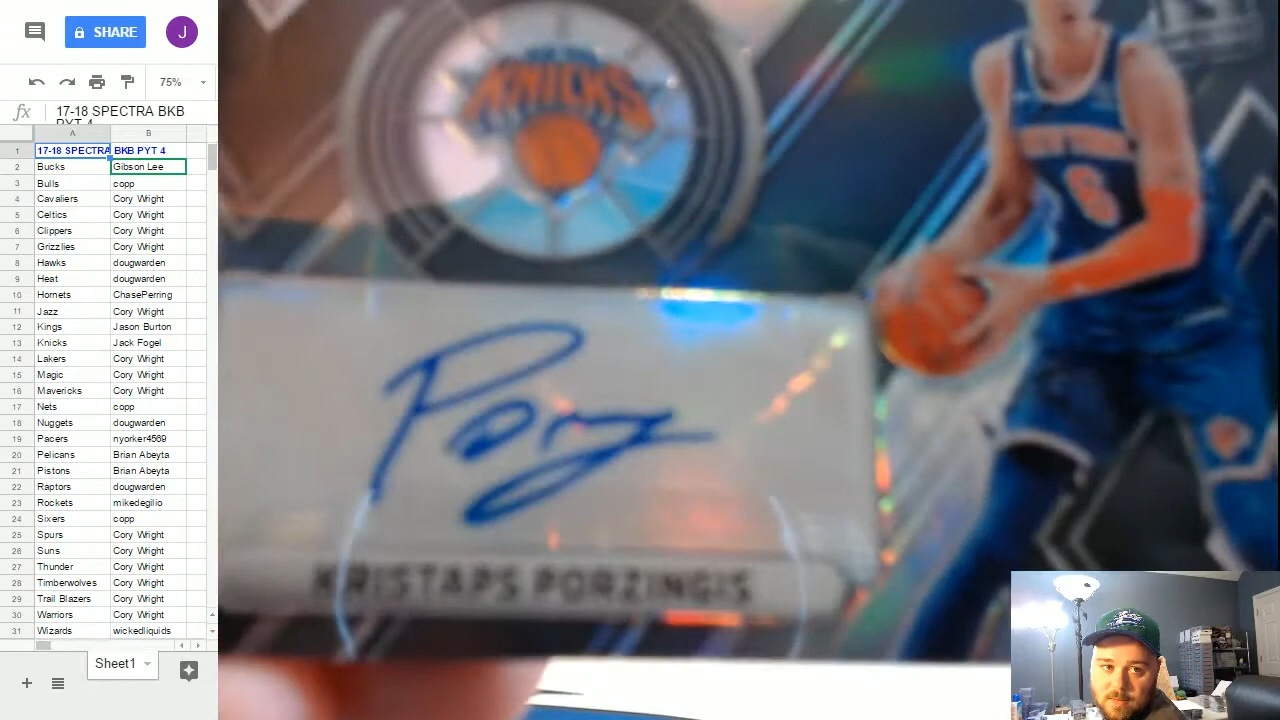 SHARE
J
75%
fx
17-18 SPECTRA BKB
PYT 4
A B
1 17-18 SPECTRA BKB PYT 4
2 Bucks Gibson Lee
3 Bulls copp
4 Cavaliers Cory Wright
5 Celtics Cory Wright
6 Clippers Cory Wright
7 Grizzlies Cory Wright
8 Hawks dougwarden
9 Heat dougwarden
10 Hornets ChasePerring
11 Jazz Cory Wright
12 Kings Jason Burton
13 Knicks Jack Fogel
14 Lakers Cory Wright
15 Magic Cory Wright
16 Mavericks Cory Wright
17 Nets copp
18 Nuggets dougwarden
19 Pacers nyorker4569
20 Pelicans Brian Abeyta
21 Pistons Brian Abeyta
22 Raptors dougwarden
23 Rockets mikedegilio
24 Sixers copp
25 Spurs Cory Wright
26 Suns Cory Wright
27 Thunder Cory Wright
28 Timberwolves Cory Wright
29 Trail Blazers Cory Wright
30 Warriors Cory Wright
31 Wizards wickedliquids
Sheet1
KNICKS
NEW YORK
6
Porz
KRISTAPS PORZINGIS